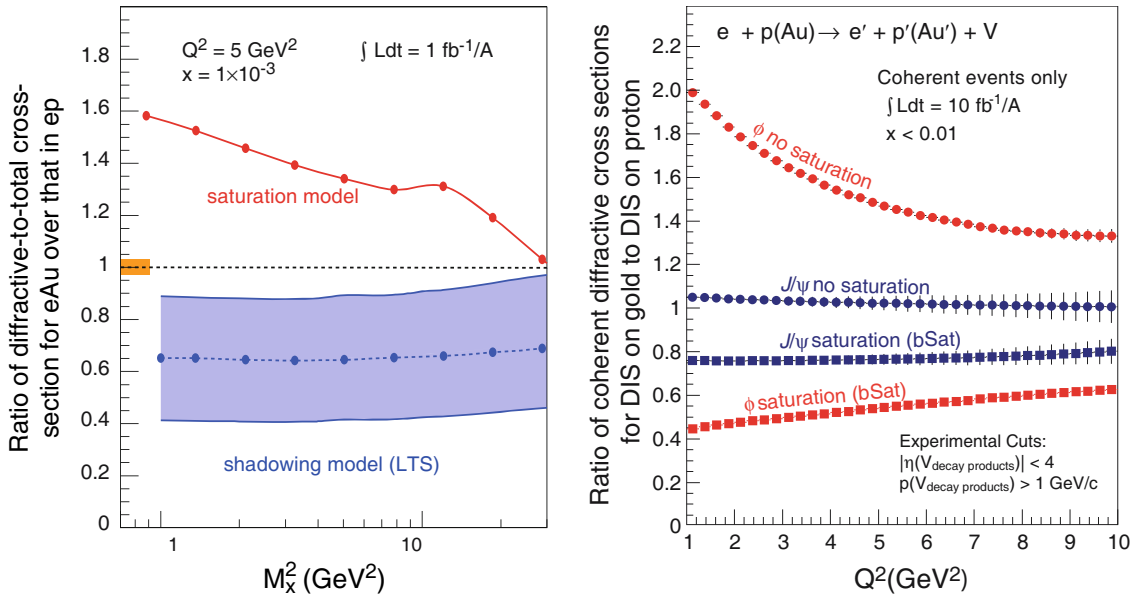 Ratio of diffractive-to-total cross-
section for eAu over that in ep
1.8
1.6
1.4
1.2
1
0.8
0.6
0.4
0.2
0
Q² = 5 GeV²
∫ Ldt = 1 fb⁻¹/A
x = 1×10⁻³
saturation model
shadowing model (LTS)
1
10
Mₓ² (GeV²)
Ratio of coherent diffractive cross sections
for DIS on gold to DIS on proton
2.2
2.0
1.8
1.6
1.4
1.2
1
0.8
0.6
0.4
0.2
0
e + p(Au) → e′ + p′(Au′) + V
Coherent events only
∫ Ldt = 10 fb⁻¹/A
x < 0.01
ϕ no saturation
J/ψ no saturation
J/ψ saturation (bSat)
ϕ saturation (bSat)
Experimental Cuts:
|η(V decay products)| < 4
p(V decay products) > 1 GeV/c
1
2
3
4
5
6
7
8
9
10
Q²(GeV²)